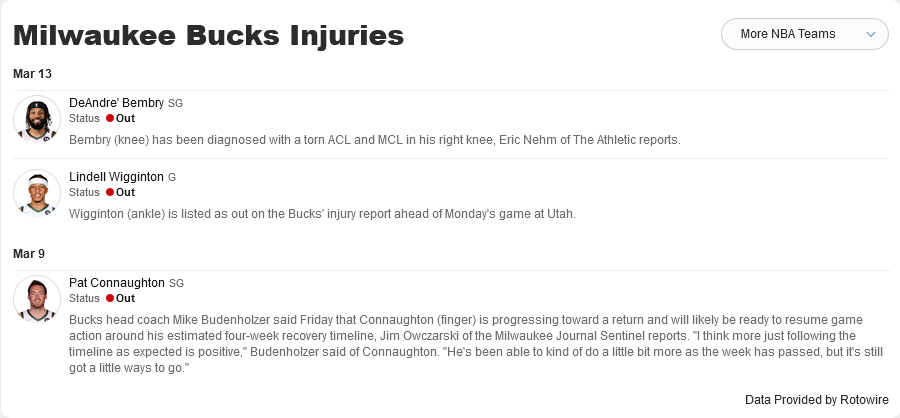 Milwaukee Bucks Injuries
More NBA Teams
Mar 13
DeAndre' Bembry SG
Status Out
Bembry (knee) has been diagnosed with a torn ACL and MCL in his right knee, Eric Nehm of The Athletic reports.
Lindell Wigginton G
Status Out
Wigginton (ankle) is listed as out on the Bucks' injury report ahead of Monday's game at Utah.
Mar 9
Pat Connaughton SG
Status Out
Bucks head coach Mike Budenholzer said Friday that Connaughton (finger) is progressing toward a return and will likely be ready to resume game
action around his estimated four-week recovery timeline, Jim Owczarski of the Milwaukee Journal Sentinel reports. "I think more just following the
timeline as expected is positive," Budenholzer said of Connaughton. "He's been able to kind of do a little bit more as the week has passed, but it's still
got a little ways to go."
Data Provided by Rotowire